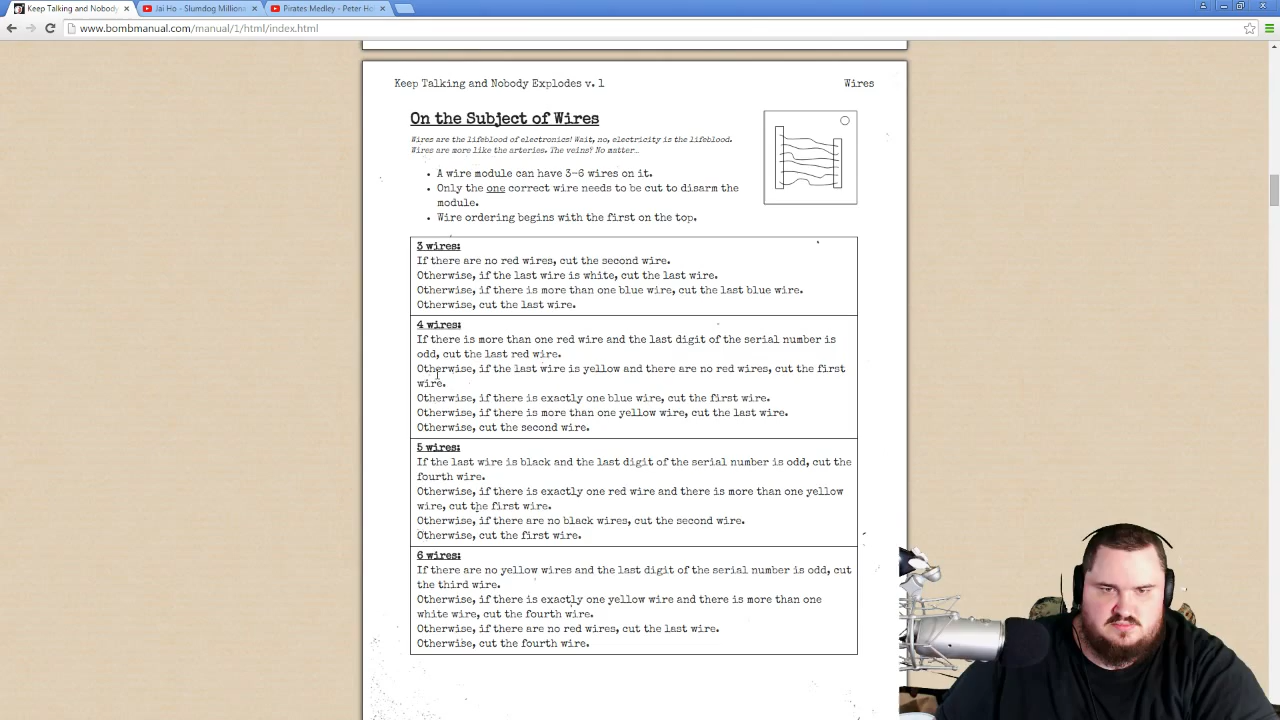 Keep Talking and Nobody
Jai Ho - Slumdog Million
Pirates Medley - Peter Ho
www.bombmanual.com/manual/1/html/index.html
Keep Talking and Nobody Explodes v. 1
Wires
On the Subject of Wires
Wires are the lifeblood of electronics! Wait, no, electricity is the lifeblood.
Wires are more like the arteries. The veins? No matter…
• A wire module can have 3-6 wires on it.
• Only the one correct wire needs to be cut to disarm the
module.
• Wire ordering begins with the first on the top.
3 wires:
If there are no red wires, cut the second wire.
Otherwise, if the last wire is white, cut the last wire.
Otherwise, if there is more than one blue wire, cut the last blue wire.
Otherwise, cut the last wire.
4 wires:
If there is more than one red wire and the last digit of the serial number is
odd, cut the last red wire.
Otherwise, if the last wire is yellow and there are no red wires, cut the first
wire.
Otherwise, if there is exactly one blue wire, cut the first wire.
Otherwise, if there is more than one yellow wire, cut the last wire.
Otherwise, cut the second wire.
5 wires:
If the last wire is black and the last digit of the serial number is odd, cut the
fourth wire.
Otherwise, if there is exactly one red wire and there is more than one yellow
wire, cut the first wire.
Otherwise, if there are no black wires, cut the second wire.
Otherwise, cut the first wire.
6 wires:
If there are no yellow wires and the last digit of the serial number is odd, cut
the third wire.
Otherwise, if there is exactly one yellow wire and there is more than one
white wire, cut the fourth wire.
Otherwise, if there are no red wires, cut the last wire.
Otherwise, cut the fourth wire.